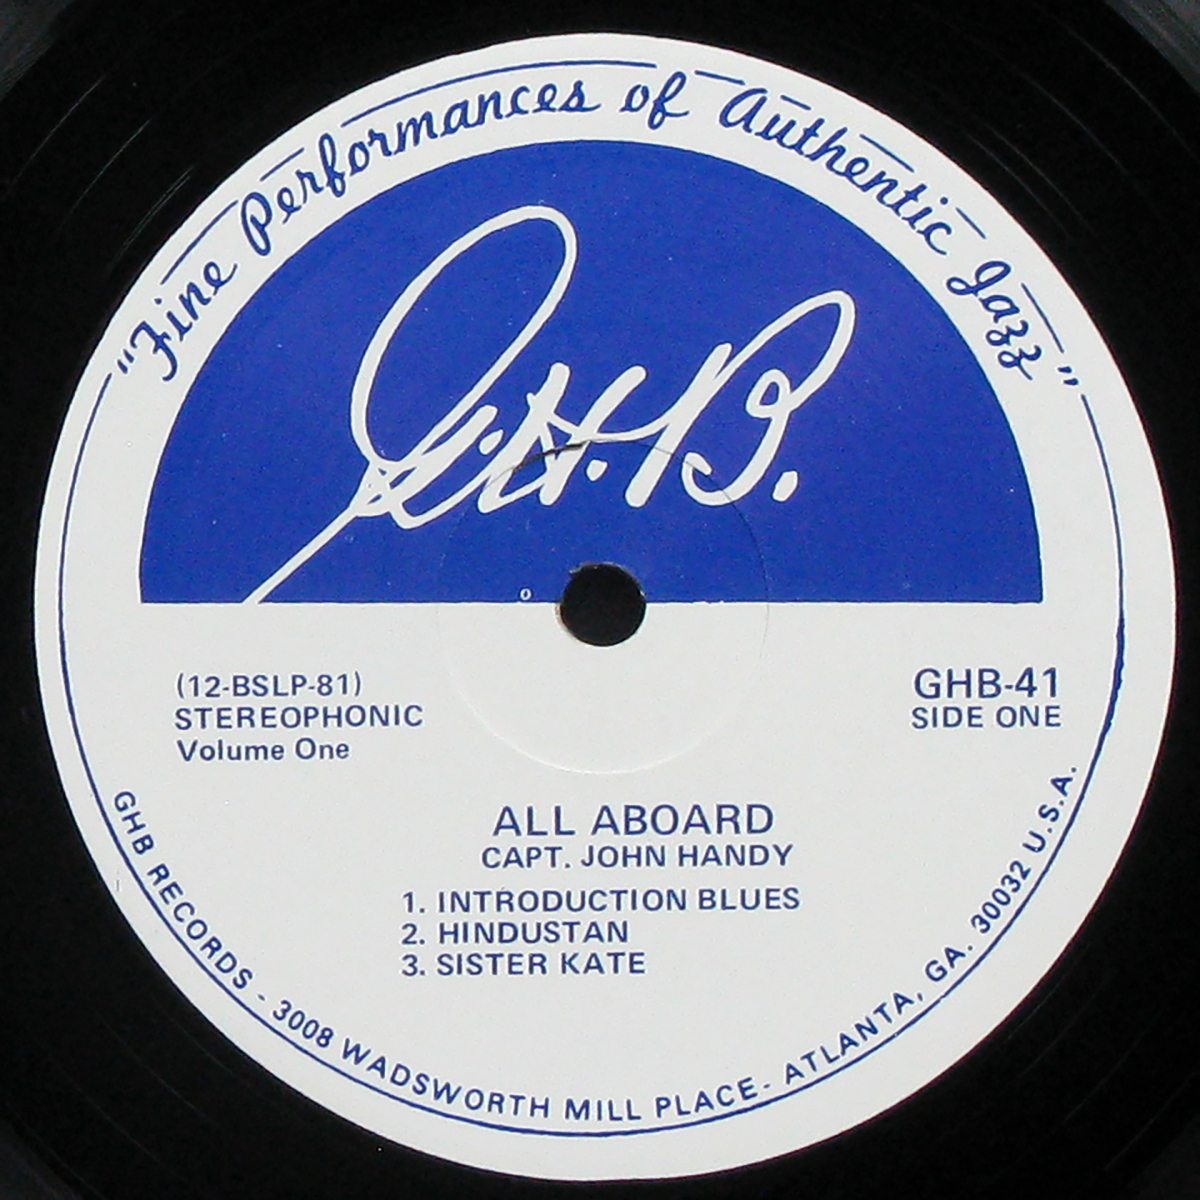 "Fine Performances of Authentic Jazz"
G.H.B.
(12-BSLP-81)
STEREOPHONIC
Volume One
GHB-41
SIDE ONE
ALL ABOARD
CAPT. JOHN HANDY
1. INTRODUCTION BLUES
2. HINDUSTAN
3. SISTER KATE
GHB RECORDS - 3008 WADSWORTH MILL PLACE - ATLANTA, GA. 30032 U.S.A.